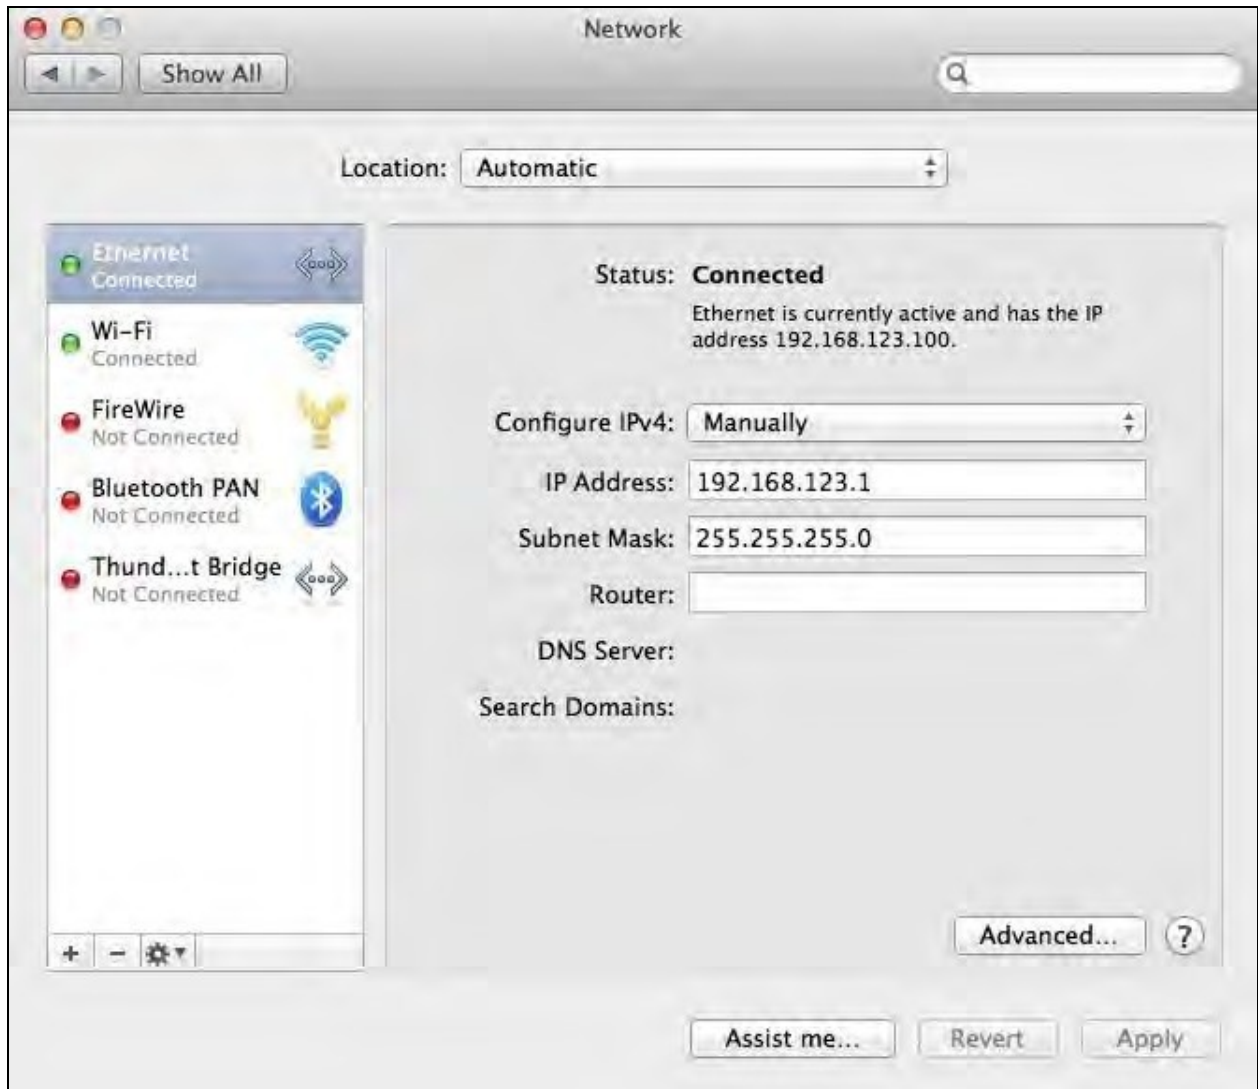 Network
Show All
Location: Automatic
Ethernet
Connected
Wi-Fi
Connected
FireWire
Not Connected
Bluetooth PAN
Not Connected
Thund...t Bridge
Not Connected
Status: Connected
Ethernet is currently active and has the IP
address 192.168.123.100.
Configure IPv4: Manually
IP Address: 192.168.123.1
Subnet Mask: 255.255.255.0
Router:
DNS Server:
Search Domains:
Advanced... ?
Assist me... Revert Apply